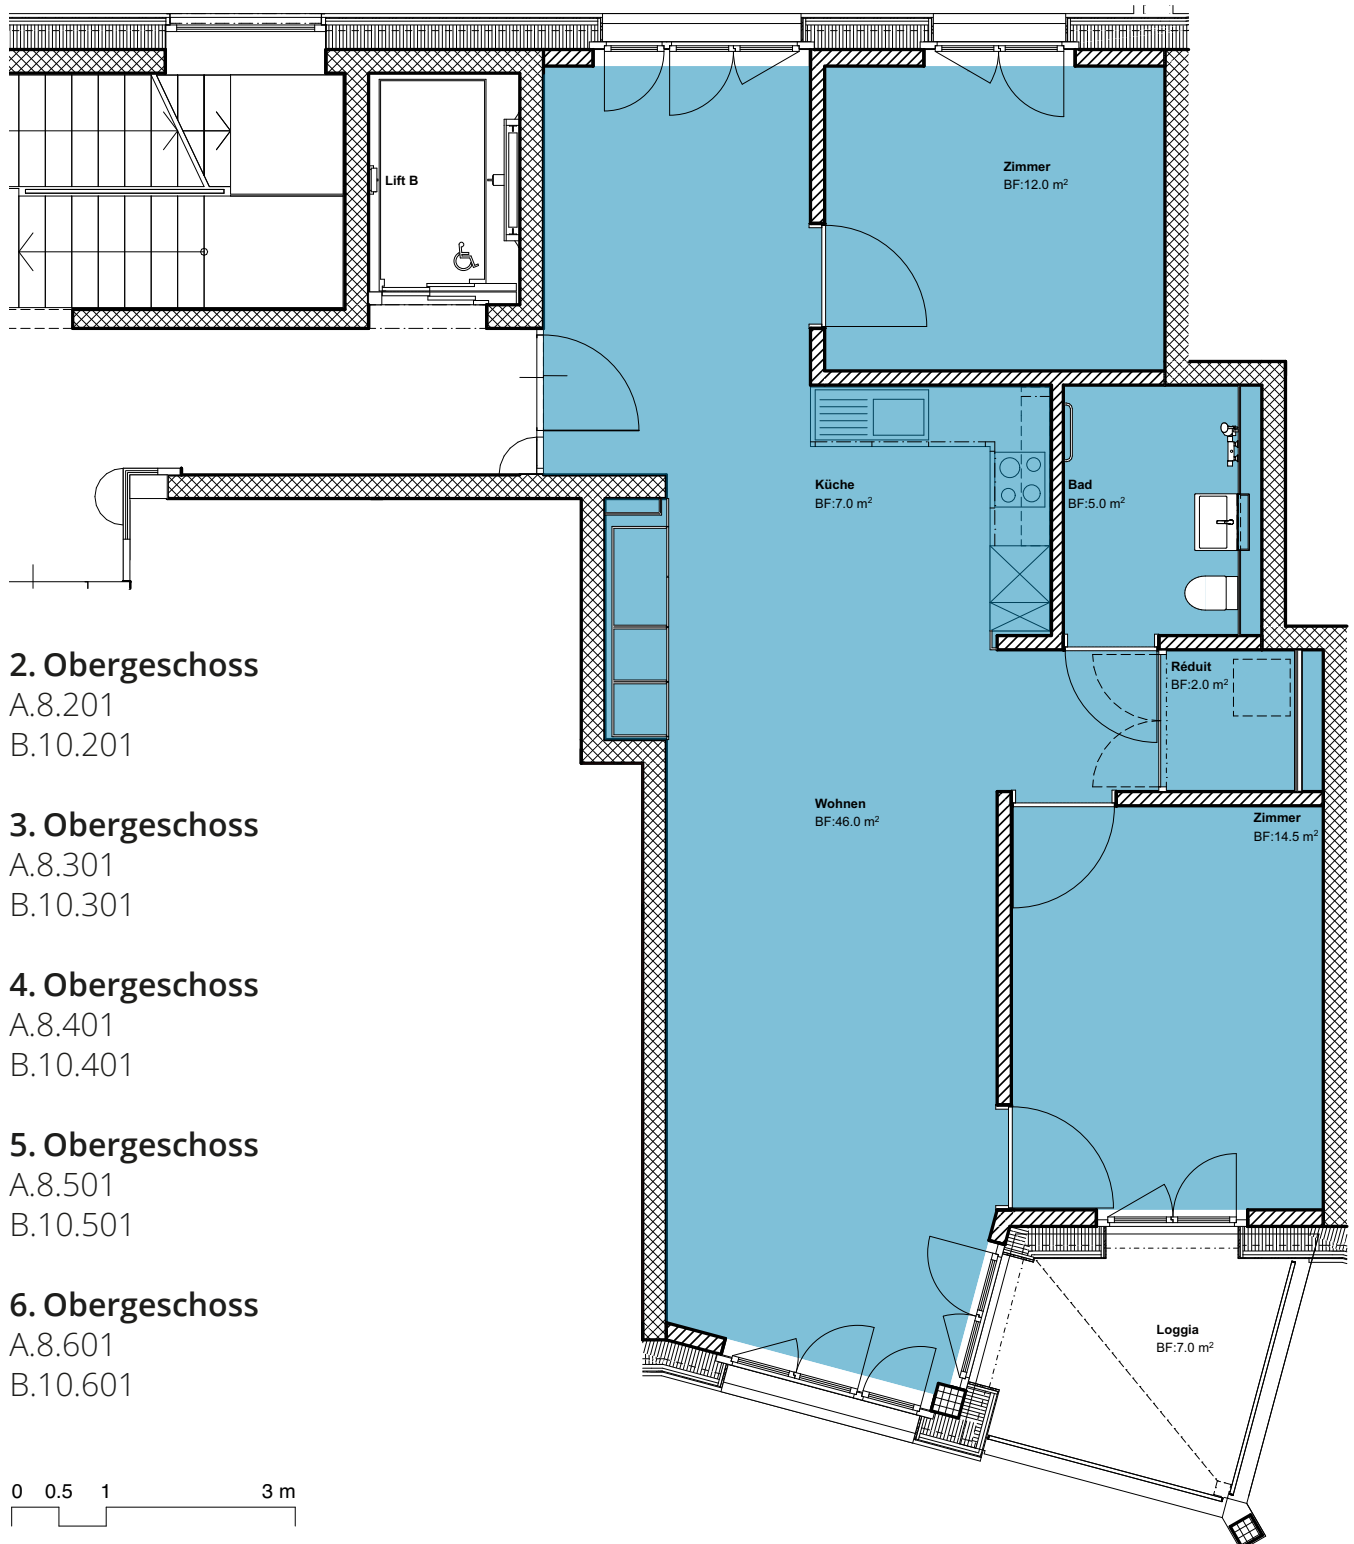 Zimmer
BF:12.0 m²
Lift B
Küche
BF:7.0 m²
Bad
BF:5.0 m²
Réduit
BF:2.0 m²
Wohnen
BF:46.0 m²
Zimmer
BF:14.5 m²
Loggia
BF:7.0 m²
2. Obergeschoss
A.8.201
B.10.201
3. Obergeschoss
A.8.301
B.10.301
4. Obergeschoss
A.8.401
B.10.401
5. Obergeschoss
A.8.501
B.10.501
6. Obergeschoss
A.8.601
B.10.601
0 0.5 1 3 m